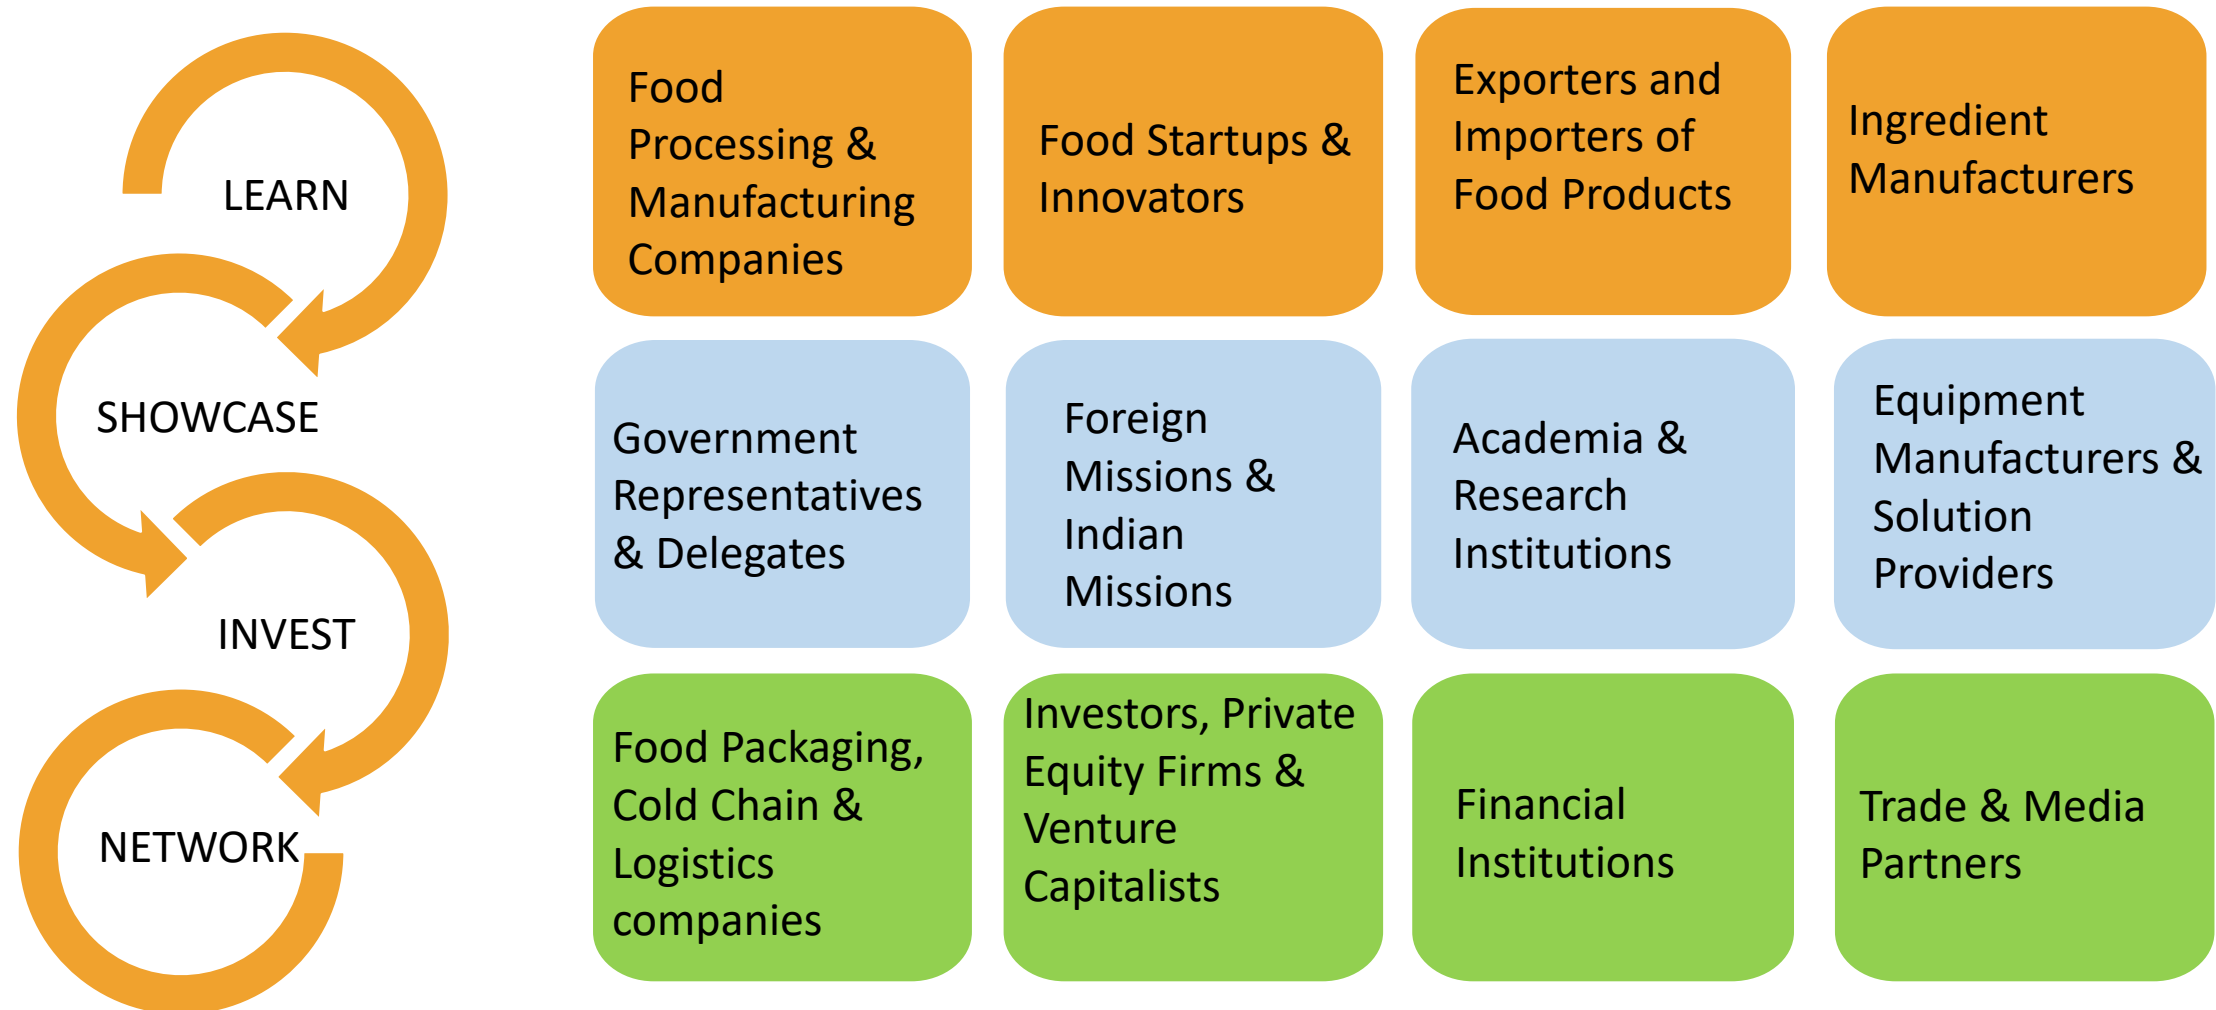 LEARN
SHOWCASE
INVEST
NETWORK
Food
Processing &
Manufacturing
Companies
Food Startups &
Innovators
Exporters and
Importers of
Food Products
Ingredient
Manufacturers
Government
Representatives
& Delegates
Foreign
Missions &
Indian
Missions
Academia &
Research
Institutions
Equipment
Manufacturers &
Solution
Providers
Food Packaging,
Cold Chain &
Logistics
companies
Investors, Private
Equity Firms &
Venture
Capitalists
Financial
Institutions
Trade & Media
Partners